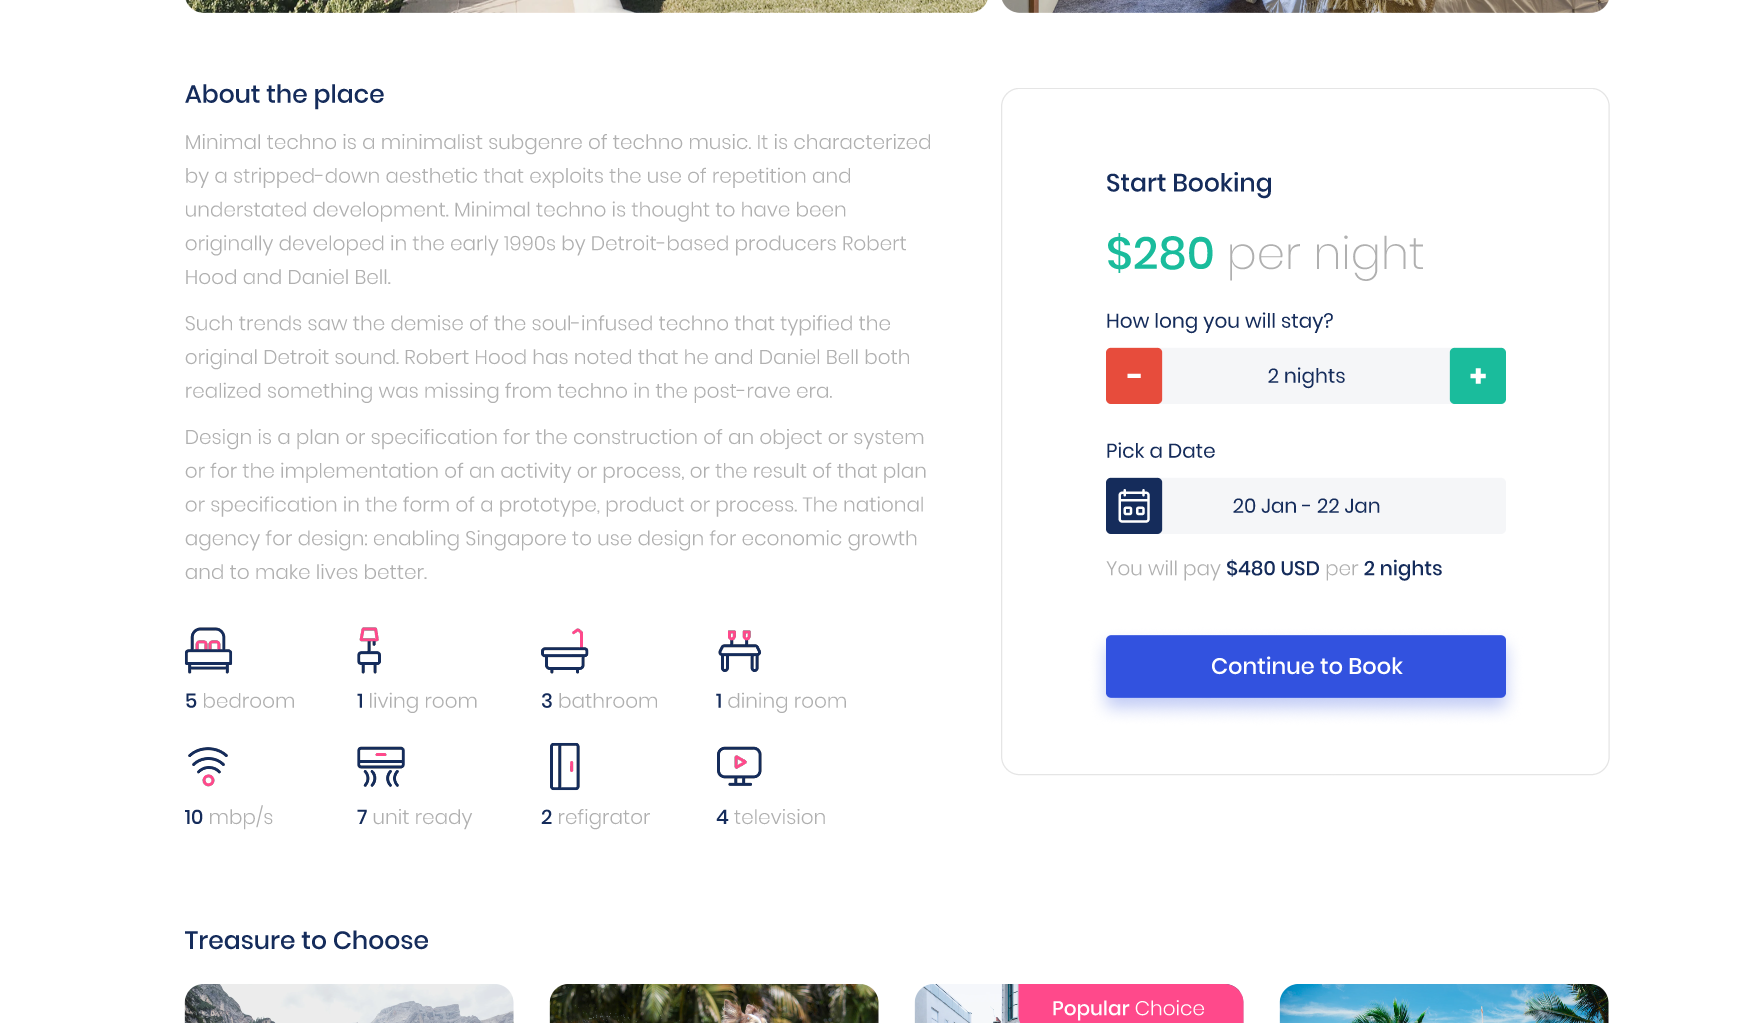 About the place
Minimal techno is a minimalist subgenre of techno music. It is characterized
by a stripped-down aesthetic that exploits the use of repetition and
understated development. Minimal techno is thought to have been
originally developed in the early 1990s by Detroit-based producers Robert
Hood and Daniel Bell.
Such trends saw the demise of the soul-infused techno that typified the
original Detroit sound. Robert Hood has noted that he and Daniel Bell both
realized something was missing from techno in the post-rave era.
Design is a plan or specification for the construction of an object or system
or for the implementation of an activity or process, or the result of that plan
or specification in the form of a prototype, product or process. The national
agency for design: enabling Singapore to use design for economic growth
and to make lives better.
5 bedroom
1 living room
3 bathroom
1 dining room
10 mbp/s
7 unit ready
2 refigrator
4 television
Start Booking
$280 per night
How long you will stay?
- 2 nights +
Pick a Date
20 Jan - 22 Jan
You will pay $480 USD per 2 nights
Continue to Book
Treasure to Choose
Popular Choice